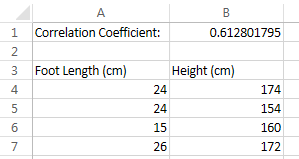 A B
1 Correlation Coefficient: 0.612801795
2
3 Foot Length (cm) Height (cm)
4 24 174
5 24 154
6 15 160
7 26 172